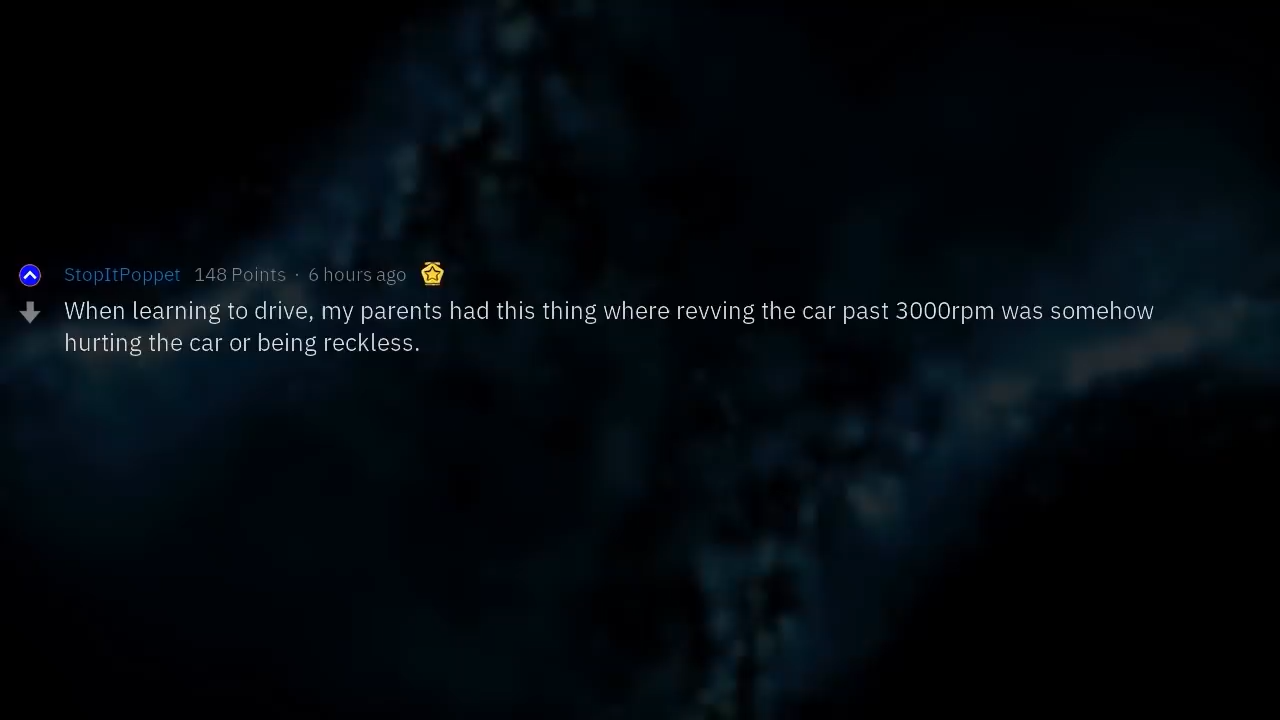 StopItPoppet 148 Points · 6 hours ago
When learning to drive, my parents had this thing where revving the car past 3000rpm was somehow
hurting the car or being reckless.